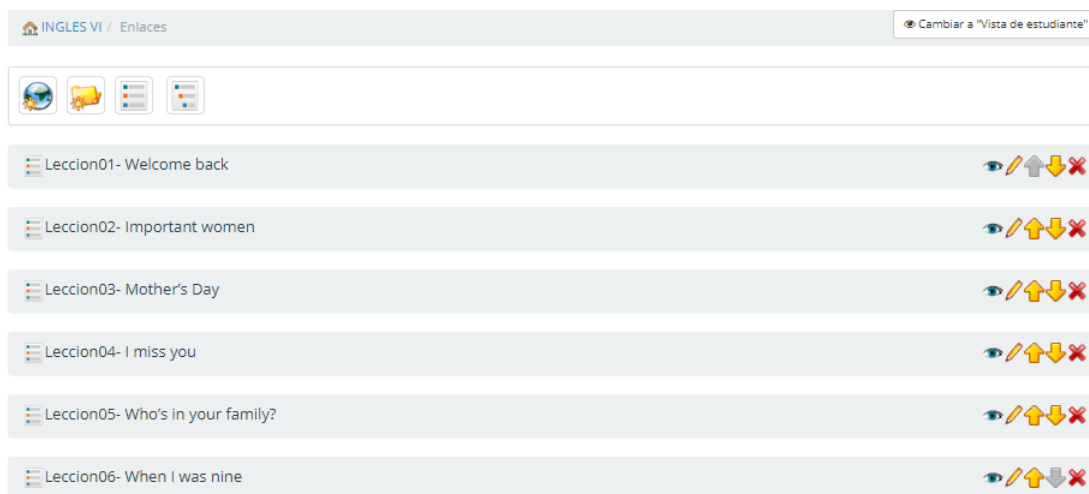 INGLES VI / Enlaces
Cambiar a "Vista de estudiante"
Leccion01- Welcome back
Leccion02- Important women
Leccion03- Mother's Day
Leccion04- I miss you
Leccion05- Who's in your family?
Leccion06- When I was nine